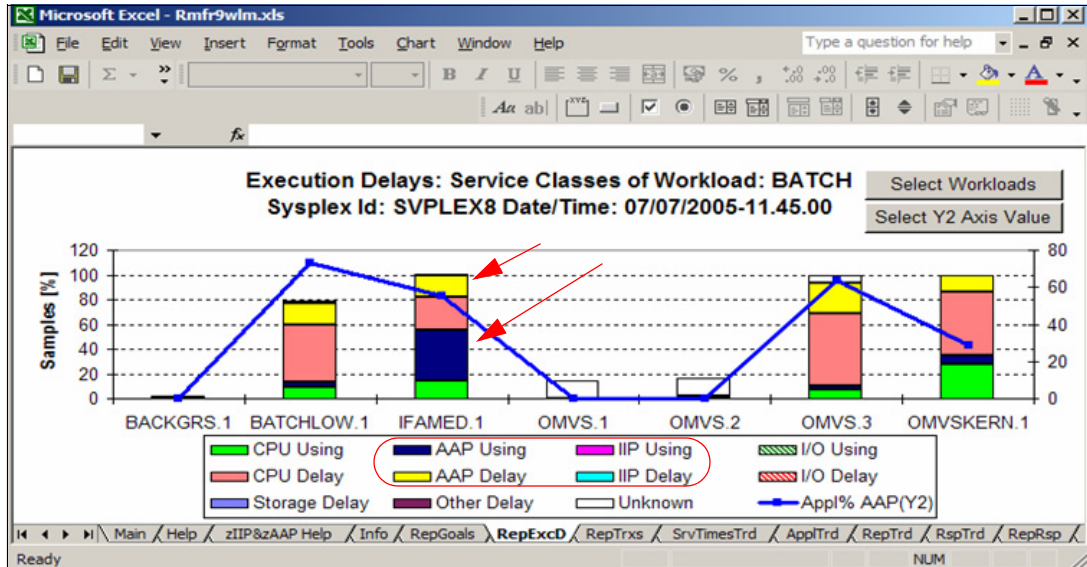 Microsoft Excel - Rmfr9wlm.xls
File Edit View Insert Format Tools Chart Window Help Type a question for help
Σ B I U % , .00
Aa ab| XYZ
fx
Execution Delays: Service Classes of Workload: BATCH
Sysplex Id: SVPLEX8 Date/Time: 07/07/2005-11.45.00
Select Workloads
Select Y2 Axis Value
Samples [%]
120
100
80
60
40
20
0
80
60
40
20
0
BACKGRS.1 BATCHLOW.1 IFAMED.1 OMVS.1 OMVS.2 OMVS.3 OMVSKERN.1
CPU Using AAP Using IIP Using I/O Using
CPU Delay AAP Delay IIP Delay I/O Delay
Storage Delay Other Delay Unknown Appl% AAP(Y2)
Main Help zIIP&zAAP Help Info RepGoals RepExcD RepTrxs SrvTimesTrd ApplTrd RepTrd RspTrd RepRsp
Ready NUM